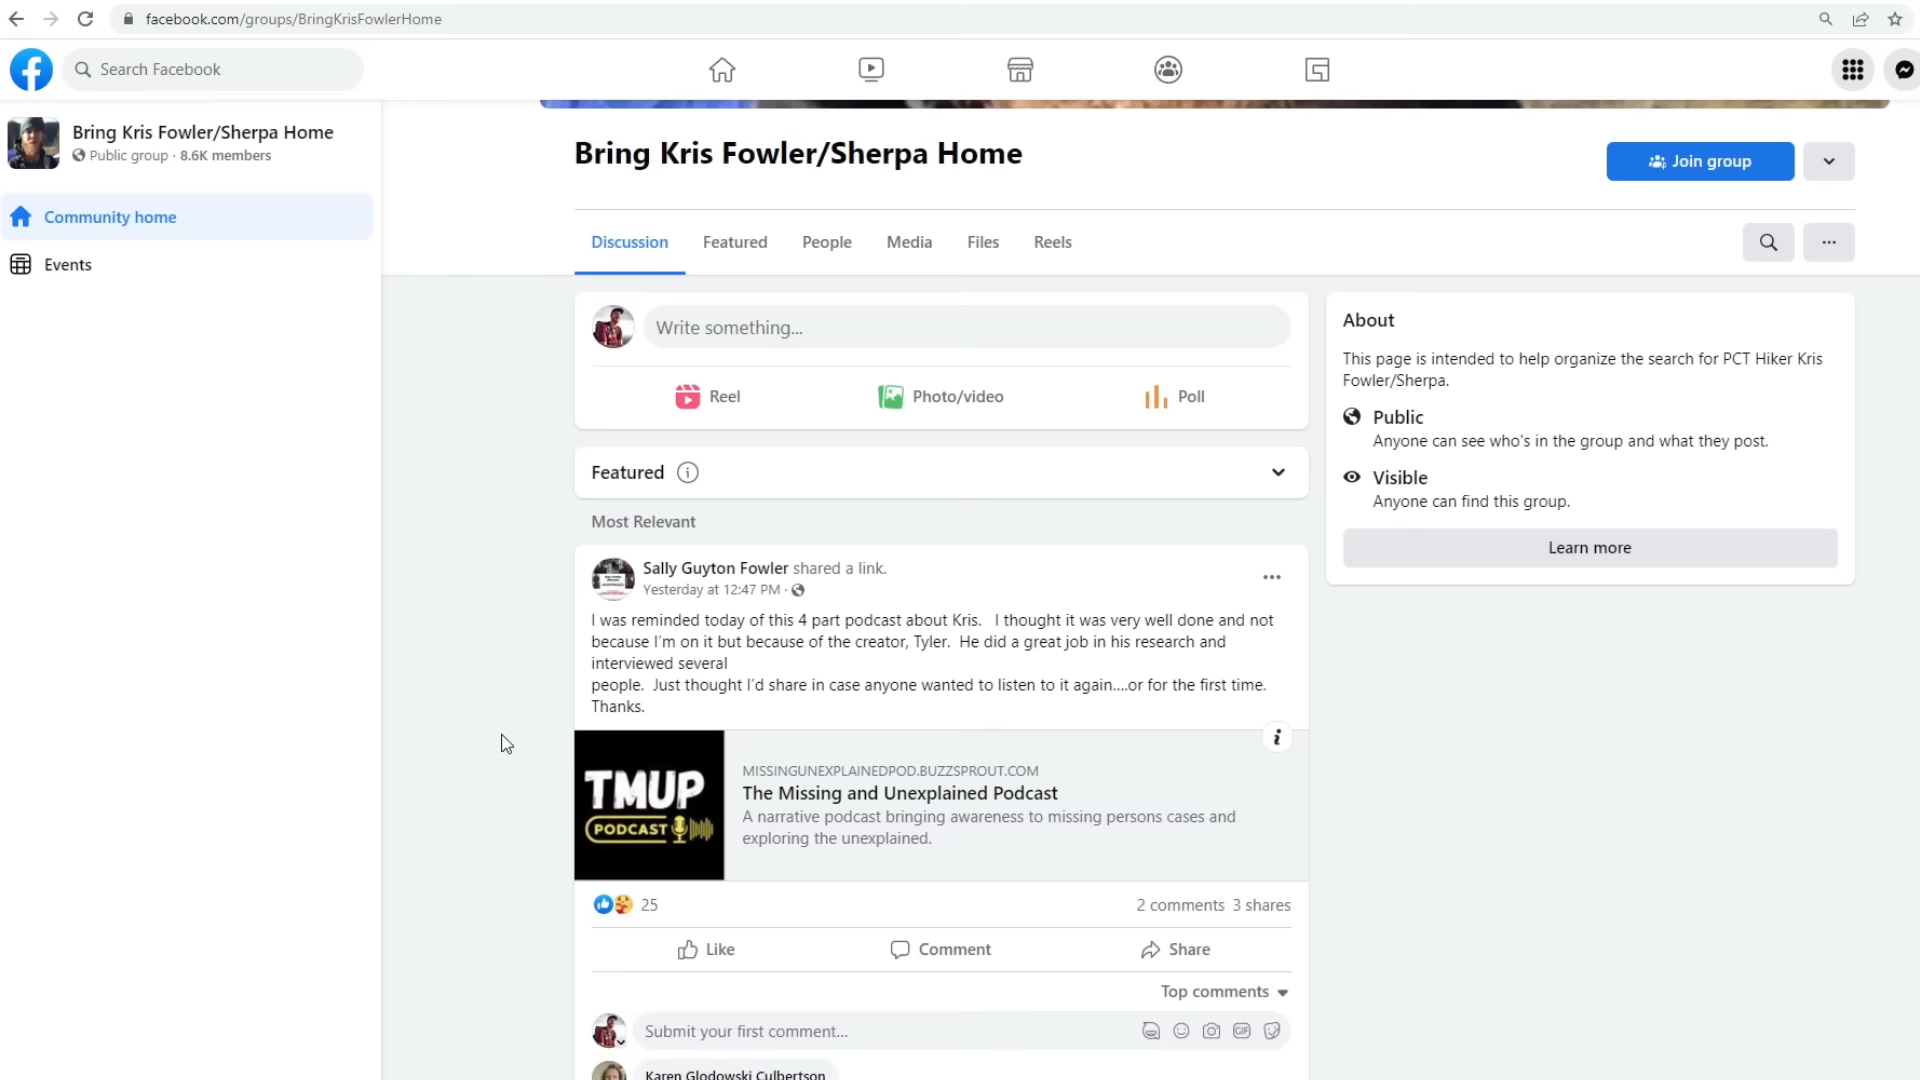 facebook.com/groups/BringKrisFowlerHome
Search Facebook
Bring Kris Fowler/Sherpa Home
Public group · 8.6K members
Community home
Events
Bring Kris Fowler/Sherpa Home
Join group
Discussion
Featured
People
Media
Files
Reels
Write something...
Reel
Photo/video
Poll
Featured
Most Relevant
Sally Guyton Fowler shared a link.
Yesterday at 12:47 PM ·
I was reminded today of this 4 part podcast about Kris.   I thought it was very well done and not
because I'm on it but because of the creator, Tyler.  He did a great job in his research and
interviewed several
people.  Just thought I'd share in case anyone wanted to listen to it again....or for the first time.
Thanks.
TMUP
PODCAST
MISSINGUNEXPLAINEDPOD.BUZZSPROUT.COM
The Missing and Unexplained Podcast
A narrative podcast bringing awareness to missing persons cases and
exploring the unexplained.
25
2 comments 3 shares
Like
Comment
Share
Top comments
Submit your first comment...
GIF
Karen Glodowski Culbertson
About
This page is intended to help organize the search for PCT Hiker Kris
Fowler/Sherpa.
Public
Anyone can see who's in the group and what they post.
Visible
Anyone can find this group.
Learn more